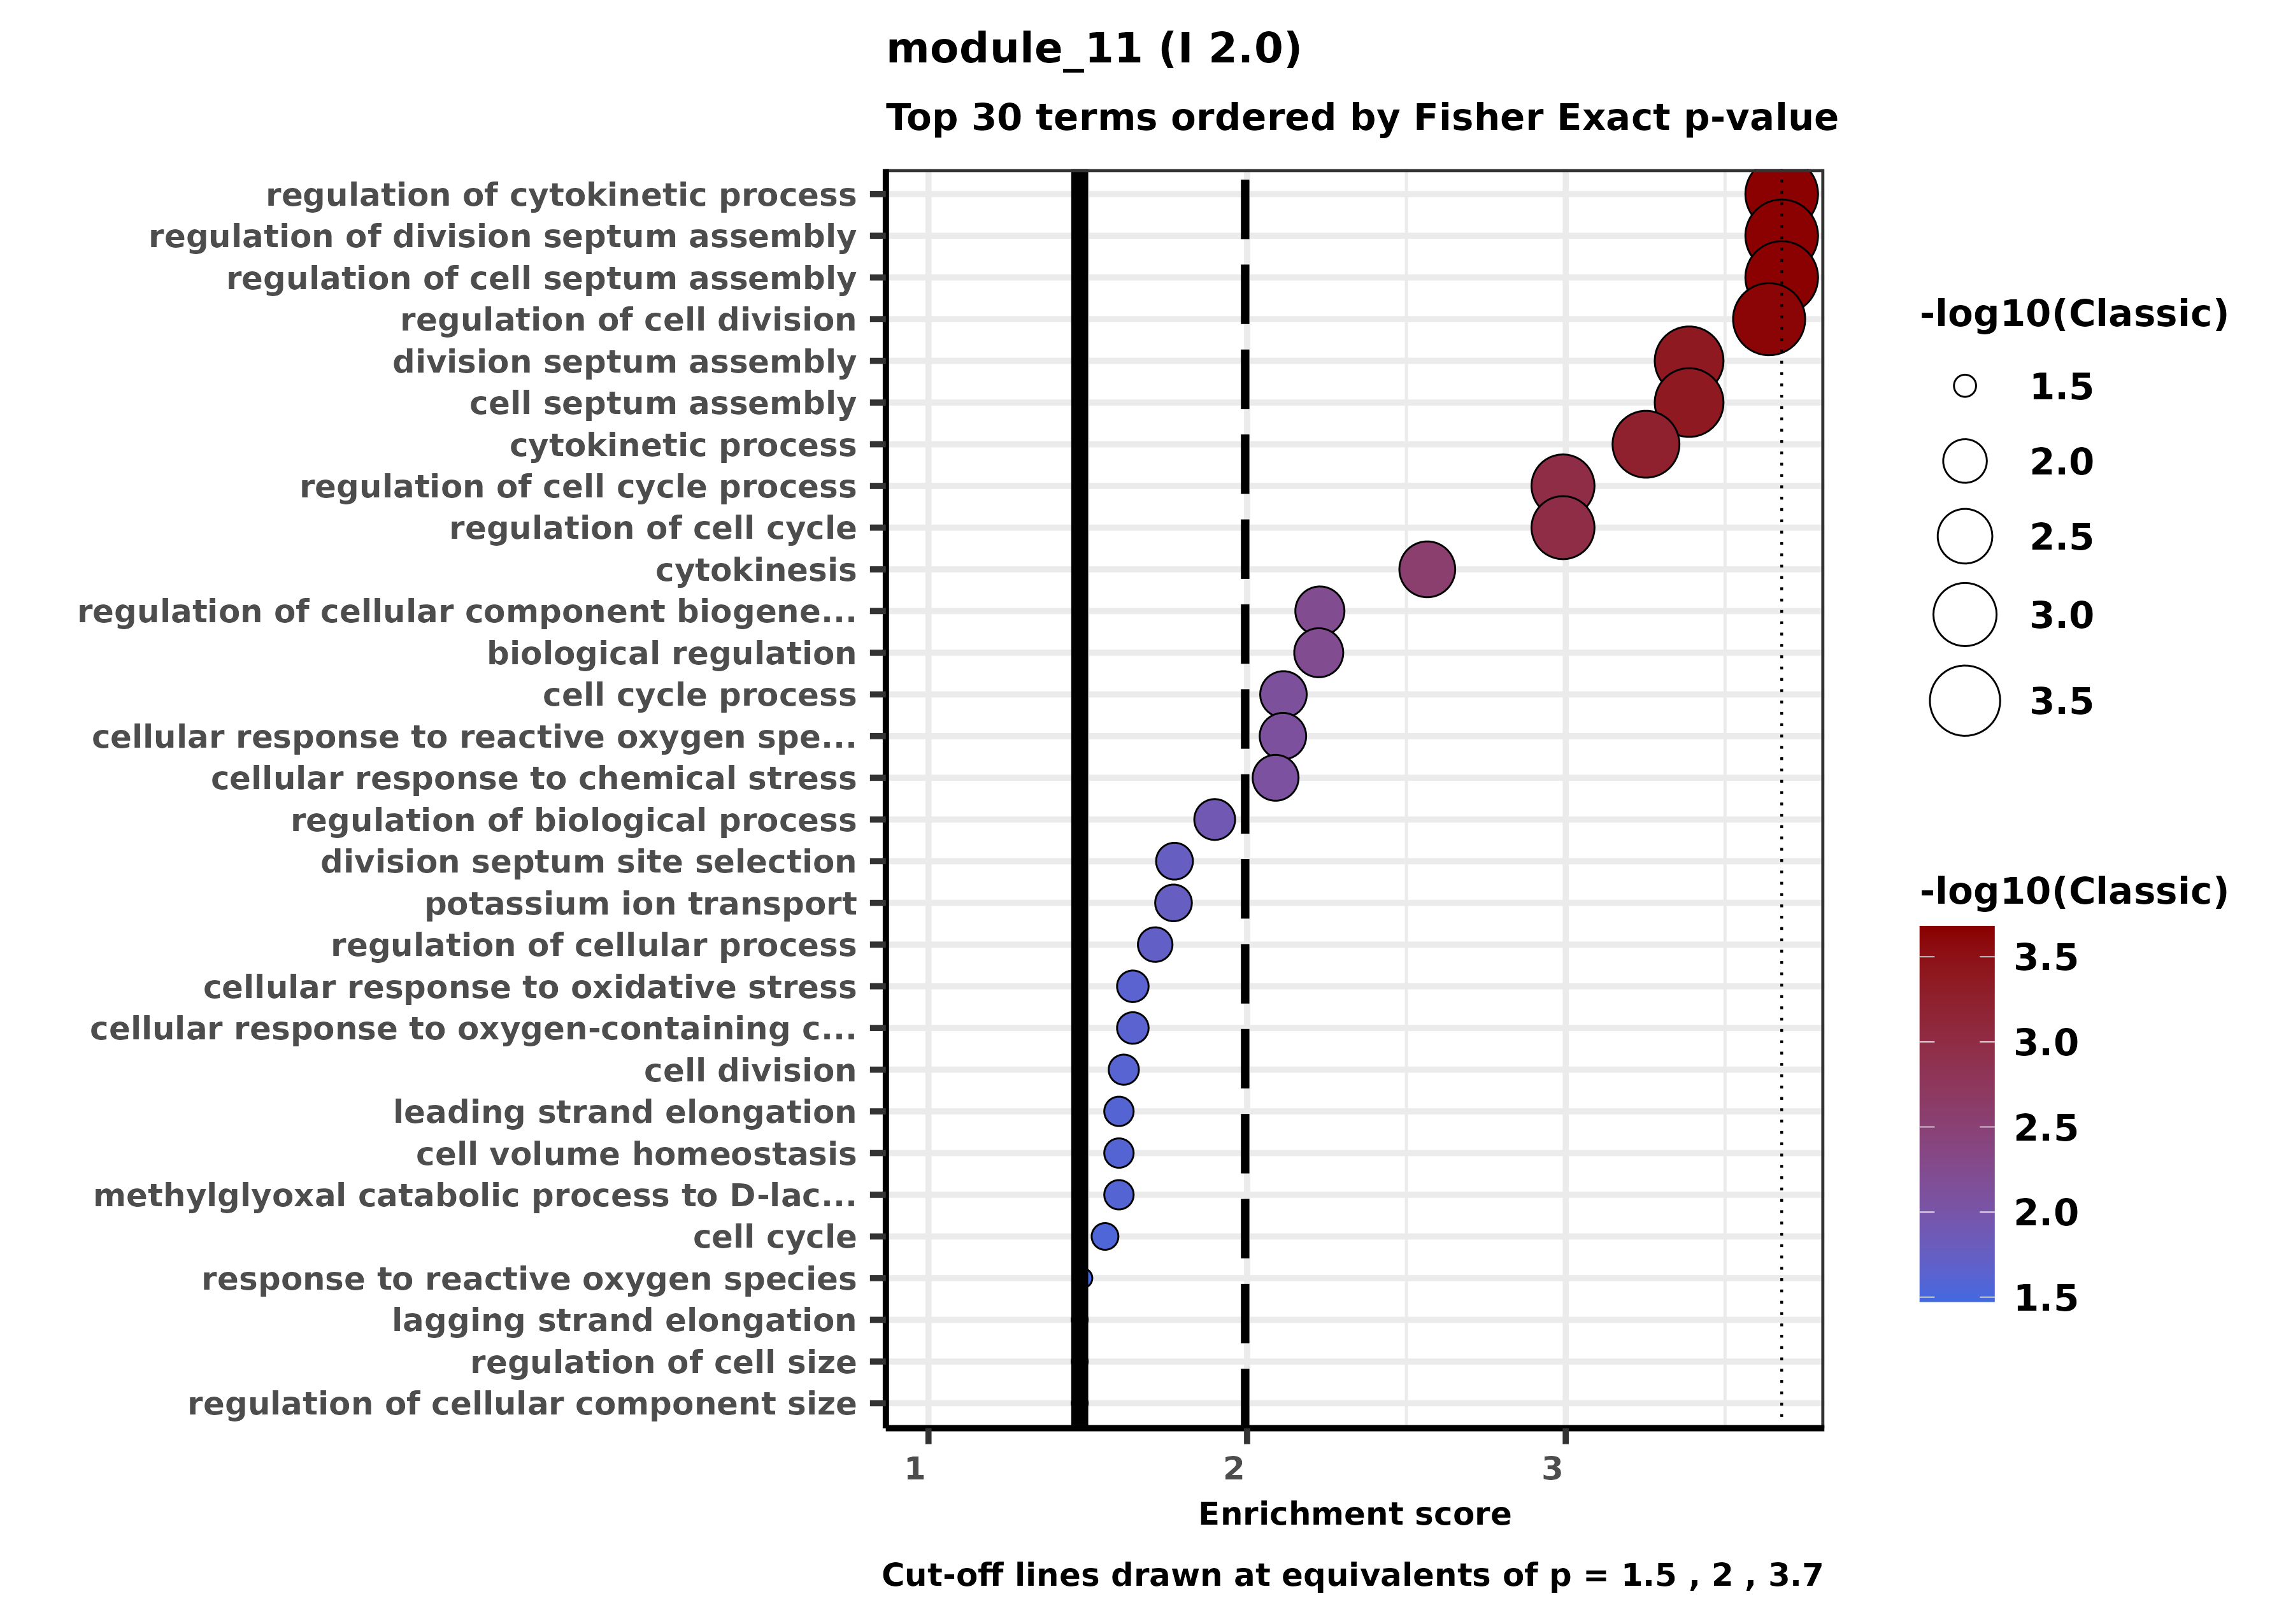 module_11 (I 2.0)
Top 30 terms ordered by Fisher Exact p-value
regulation of cytokinetic process
regulation of division septum assembly
regulation of cell septum assembly
regulation of cell division
division septum assembly
cell septum assembly
cytokinetic process
regulation of cell cycle process
regulation of cell cycle
cytokinesis
regulation of cellular component biogene...
biological regulation
cell cycle process
cellular response to reactive oxygen spe...
cellular response to chemical stress
regulation of biological process
division septum site selection
potassium ion transport
regulation of cellular process
cellular response to oxidative stress
cellular response to oxygen-containing c...
cell division
leading strand elongation
cell volume homeostasis
methylglyoxal catabolic process to D-lac...
cell cycle
response to reactive oxygen species
lagging strand elongation
regulation of cell size
regulation of cellular component size
1 2 3
Enrichment score
Cut-off lines drawn at equivalents of p = 1.5 , 2 , 3.7
-log10(Classic)
1.5
2.0
2.5
3.0
3.5
-log10(Classic)
3.5
3.0
2.5
2.0
1.5